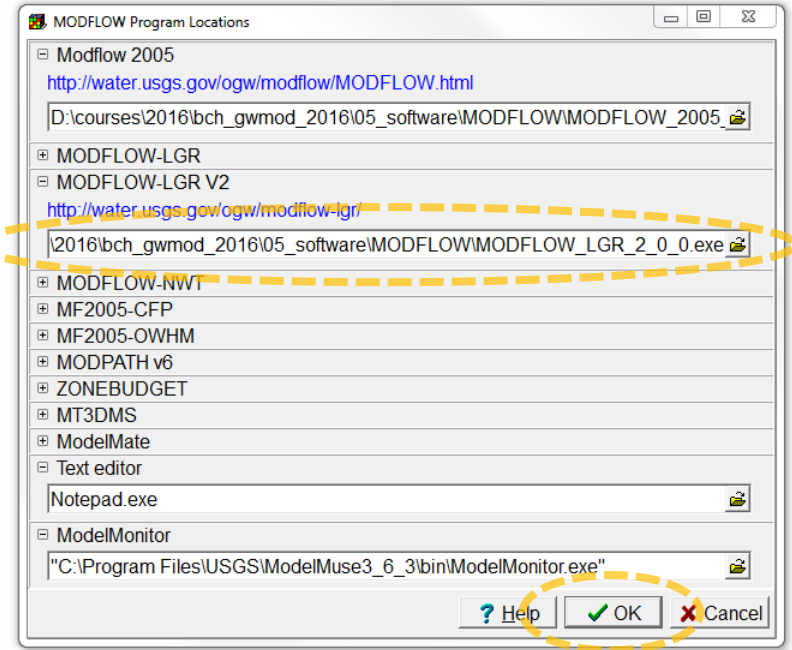 MODFLOW Program Locations
Modflow 2005
http://water.usgs.gov/ogw/modflow/MODFLOW.html
D:\courses\2016\bch_gwmod_2016\05_software\MODFLOW\MODFLOW_2005_
MODFLOW-LGR
MODFLOW-LGR V2
http://water.usgs.gov/ogw/modflow-lgr/
\2016\bch_gwmod_2016\05_software\MODFLOW\MODFLOW_LGR_2_0_0.exe
MODFLOW-NWT
MF2005-CFP
MF2005-OWHM
MODPATH v6
ZONEBUDGET
MT3DMS
ModelMate
Text editor
Notepad.exe
ModelMonitor
"C:\Program Files\USGS\ModelMuse3_6_3\bin\ModelMonitor.exe"
? Help OK Cancel